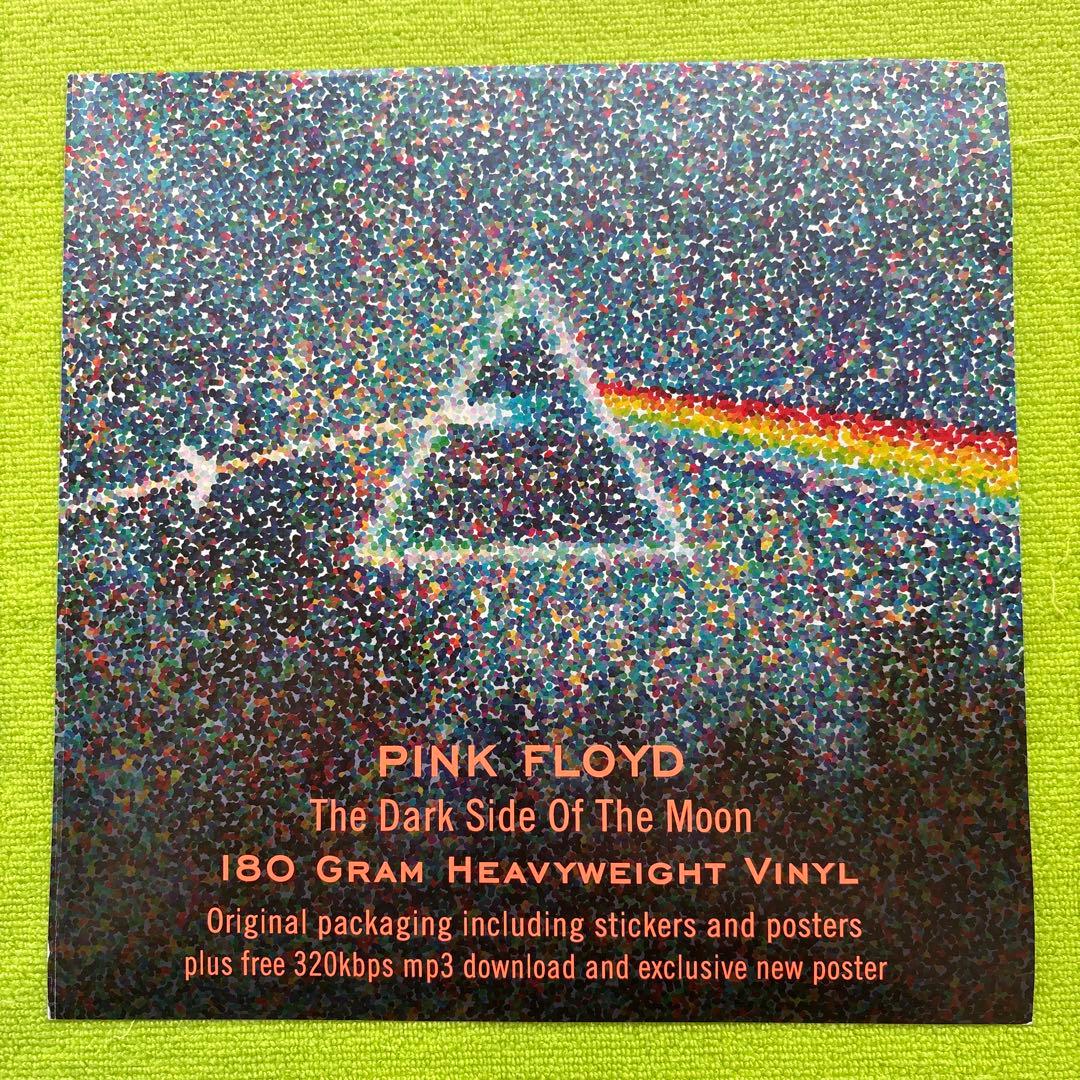 PINK FLOYD
The Dark Side Of The Moon
180 GRAM HEAVYWEIGHT VINYL
Original packaging including stickers and posters
plus free 320kbps mp3 download and exclusive new poster